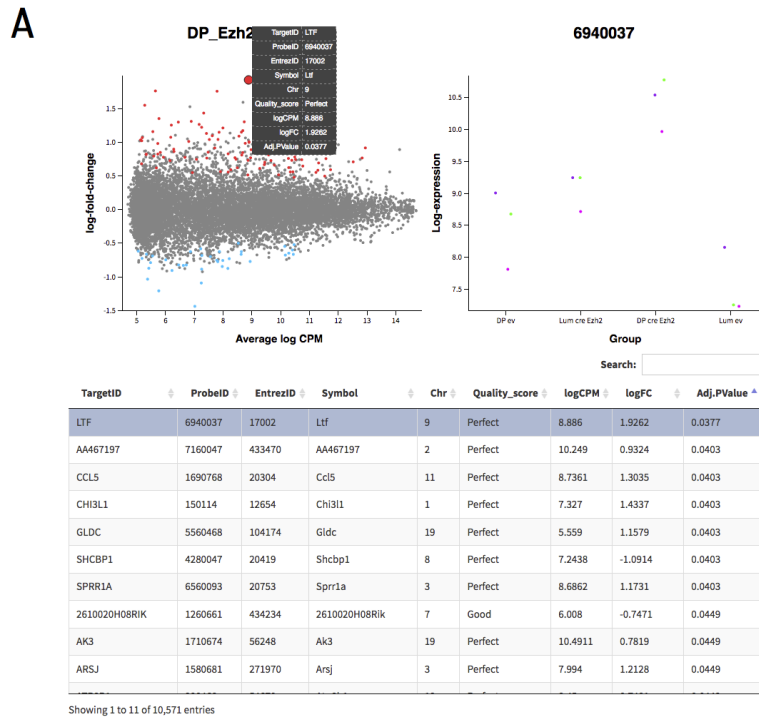 A
DP_Ezh2
6940037
TargetID LTF
ProbeID 6940037
EntrezID 17002
Symbol Ltf
Chr 9
Quality_score Perfect
logCPM 8.886
logFC 1.9262
Adj.PValue 0.0377
log-fold-change
1.5
1.0
0.5
0.0
-0.5
-1.0
-1.5
5 6 7 8 9 10 11 12 13 14
Average log CPM
Log-expression
10.5
10.0
9.5
9.0
8.5
8.0
7.5
DP ev Lum cre Ezh2 DP cre Ezh2 Lum ev
Group
Search:
TargetID ProbeID EntrezID Symbol Chr Quality_score logCPM logFC Adj.PValue
LTF 6940037 17002 Ltf 9 Perfect 8.886 1.9262 0.0377
AA467197 7160047 433470 AA467197 2 Perfect 10.249 0.9324 0.0403
CCL5 1690768 20304 Ccl5 11 Perfect 8.7361 1.3035 0.0403
CHI3L1 150114 12654 Chi3l1 1 Perfect 7.327 1.4337 0.0403
GLDC 5560468 104174 Gldc 19 Perfect 5.559 1.1579 0.0403
SHCBP1 4280047 20419 Shcbp1 8 Perfect 7.2438 -1.0914 0.0403
SPRR1A 6560093 20753 Sprr1a 3 Perfect 8.6862 1.1731 0.0403
2610020H08RIK 1260661 434234 2610020H08Rik 7 Good 6.008 -0.7471 0.0449
AK3 1710674 56248 Ak3 19 Perfect 10.4911 0.7819 0.0449
ARSJ 1580681 271970 Arsj 3 Perfect 7.994 1.2128 0.0449
Showing 1 to 11 of 10,571 entries